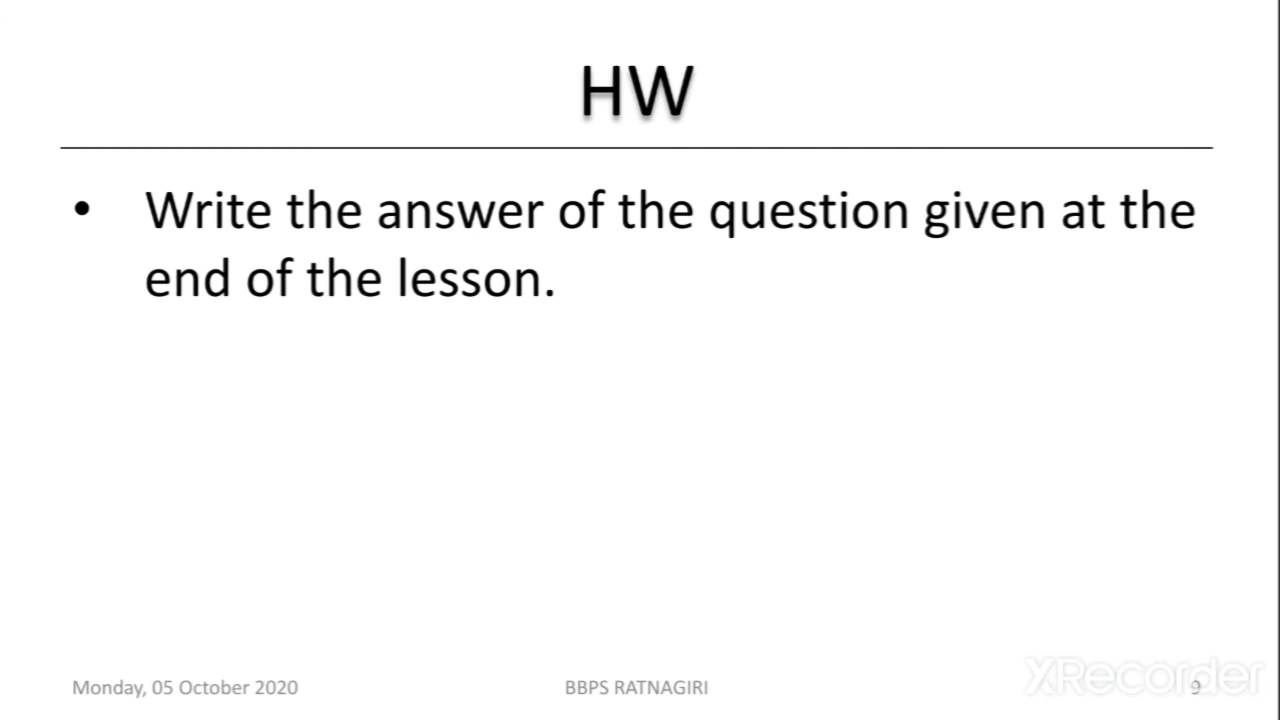 HW
• Write the answer of the question given at the
end of the lesson.
Monday, 05 October 2020
BBPS RATNAGIRI
9
XRecorder